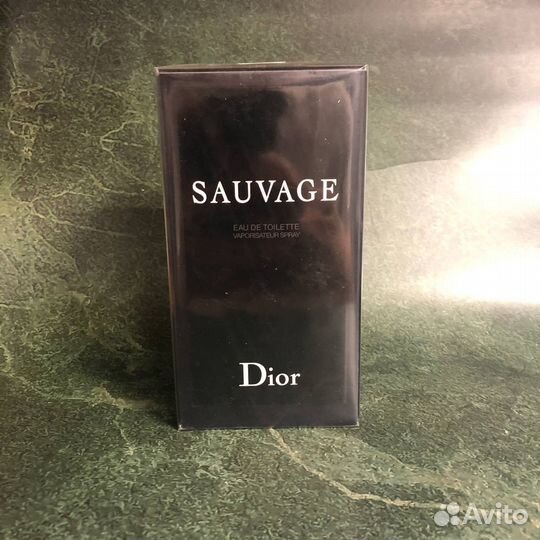 SAUVAGE
EAU DE TOILETTE
VAPORISATEUR SPRAY
Dior
Avito